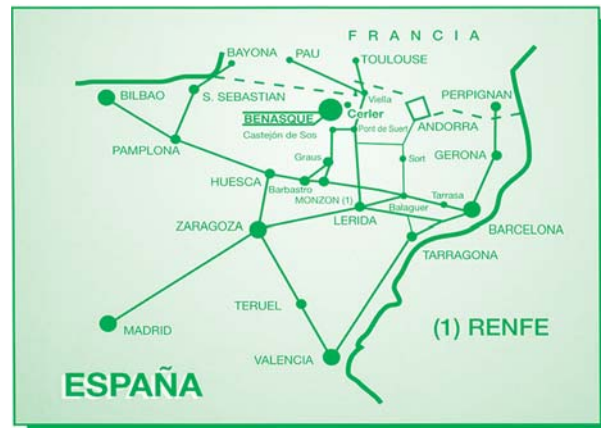 FRANCIA
BAYONA
PAU
TOULOUSE
BILBAO
S. SEBASTIAN
Viella
PERPIGNAN
BENASQUE
Cerler
ANDORRA
Castejón de Sos
Pont de Suert
PAMPLONA
Graus
Sort
GERONA
HUESCA
Barbastro
MONZON (1)
Tarrasa
Balaguer
ZARAGOZA
LERIDA
BARCELONA
TARRAGONA
TERUEL
MADRID
(1) RENFE
VALENCIA
ESPAÑA